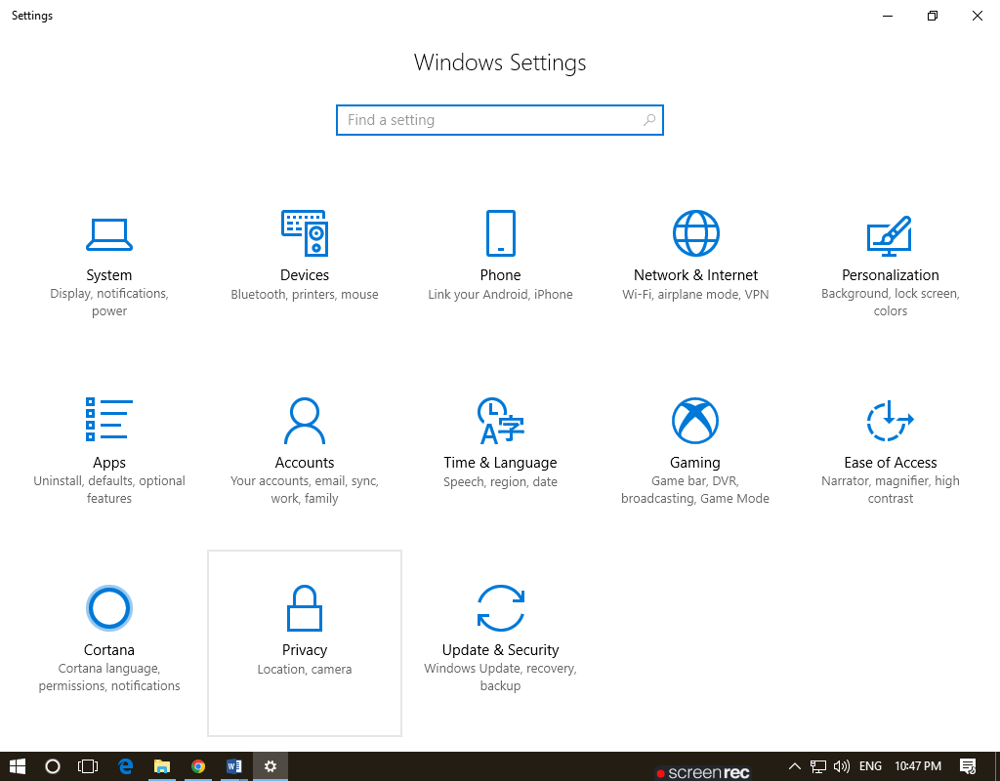 Settings
Windows Settings
Find a setting
System
Display, notifications,
power
Devices
Bluetooth, printers, mouse
Phone
Link your Android, iPhone
Network & Internet
Wi-Fi, airplane mode, VPN
Personalization
Background, lock screen,
colors
Apps
Uninstall, defaults, optional
features
Accounts
Your accounts, email, sync,
work, family
A字
Time & Language
Speech, region, date
Gaming
Game bar, DVR,
broadcasting, Game Mode
Ease of Access
Narrator, magnifier, high
contrast
Cortana
Cortana language,
permissions, notifications
Privacy
Location, camera
Update & Security
Windows Update, recovery,
backup
screenrec
ENG
10:47 PM